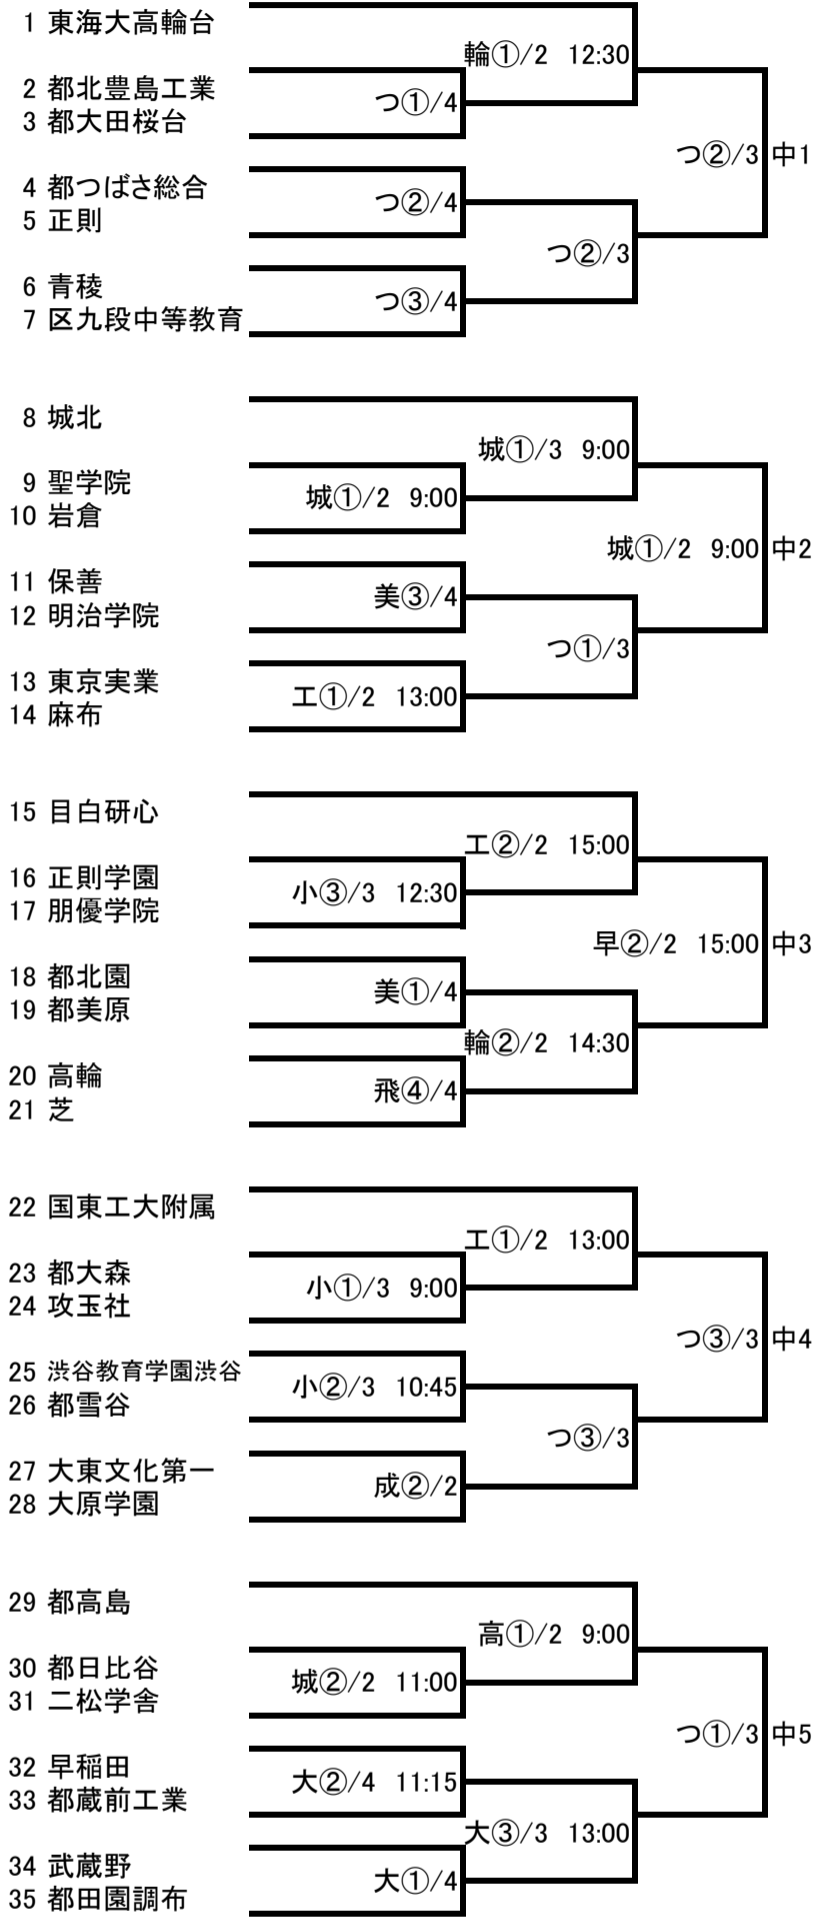 1 東海大高輪台
輪①/2 12:30
2 都北豊島工業
つ①/4
3 都大田桜台
つ②/3 中1
4 都つばさ総合
つ②/4
5 正則
つ②/3
6 青稜
つ③/4
7 区九段中等教育
8 城北
城①/3 9:00
9 聖学院
城①/2 9:00
10 岩倉
城①/2 9:00 中2
11 保善
美③/4
12 明治学院
つ①/3
13 東京実業
工①/2 13:00
14 麻布
15 目白研心
工②/2 15:00
16 正則学園
小③/3 12:30
17 朋優学院
早②/2 15:00 中3
18 都北園
美①/4
19 都美原
輪②/2 14:30
20 高輪
飛④/4
21 芝
22 国東工大附属
工①/2 13:00
23 都大森
小①/3 9:00
24 攻玉社
つ③/3 中4
25 渋谷教育学園渋谷
小②/3 10:45
26 都雪谷
つ③/3
27 大東文化第一
成②/2
28 大原学園
29 都高島
高①/2 9:00
30 都日比谷
城②/2 11:00
31 二松学舎
つ①/3 中5
32 早稲田
大②/4 11:15
33 都蔵前工業
大③/3 13:00
34 武蔵野
大①/4
35 都田園調布